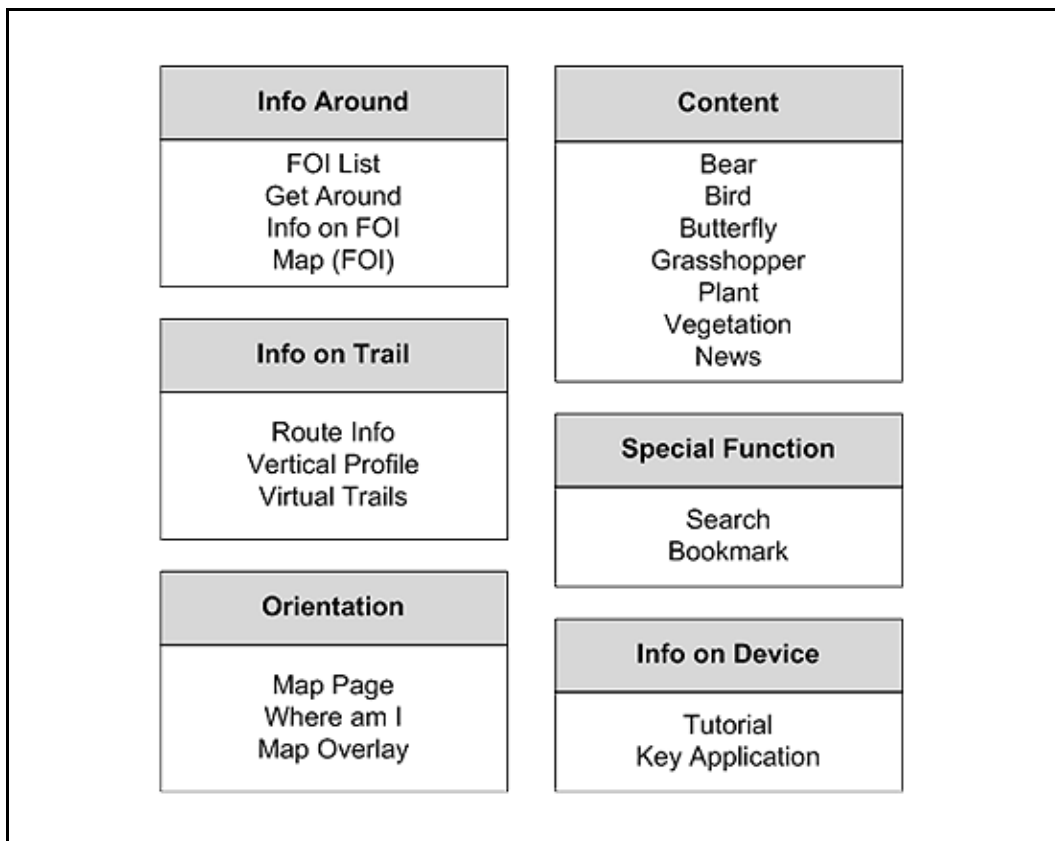 Info Around
FOI List
Get Around
Info on FOI
Map (FOI)
Info on Trail
Route Info
Vertical Profile
Virtual Trails
Orientation
Map Page
Where am I
Map Overlay
Content
Bear
Bird
Butterfly
Grasshopper
Plant
Vegetation
News
Special Function
Search
Bookmark
Info on Device
Tutorial
Key Application